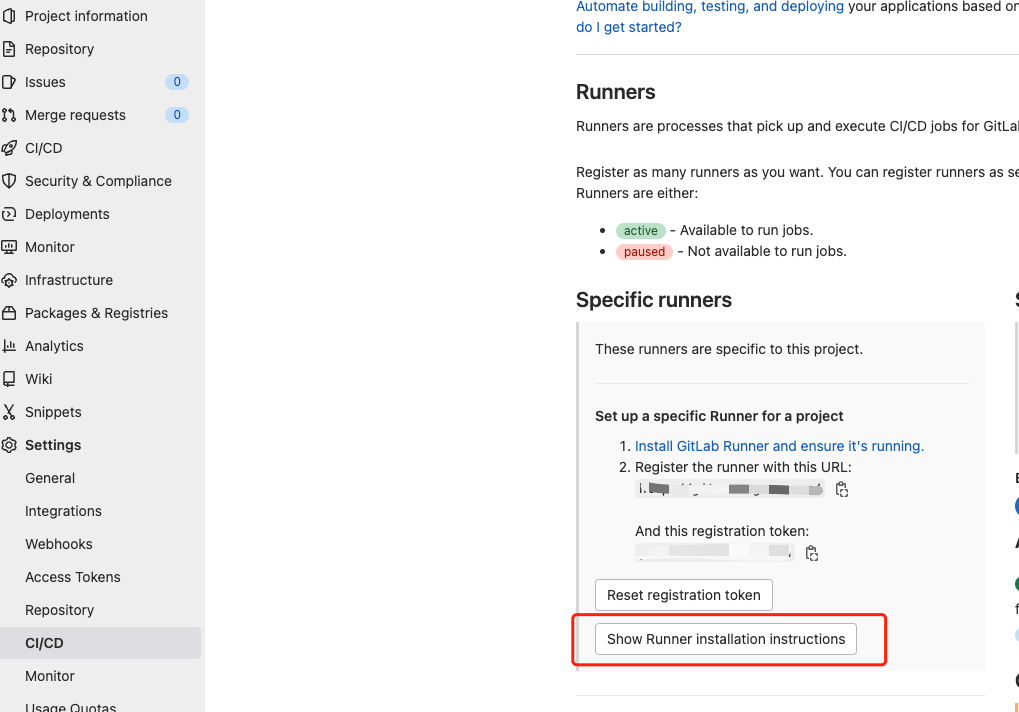 Project information
Repository
Issues 0
Merge requests 0
CI/CD
Security & Compliance
Deployments
Monitor
Infrastructure
Packages & Registries
Analytics
Wiki
Snippets
Settings
General
Integrations
Webhooks
Access Tokens
Repository
CI/CD
Monitor
Usage Quotas
Automate building, testing, and deploying your applications based on
do I get started?
Runners
Runners are processes that pick up and execute CI/CD jobs for GitLab
Register as many runners as you want. You can register runners as se
Runners are either:
• active - Available to run jobs.
• paused - Not available to run jobs.
Specific runners
These runners are specific to this project.
Set up a specific Runner for a project
1. Install GitLab Runner and ensure it's running.
2. Register the runner with this URL:
And this registration token:
Reset registration token
Show Runner installation instructions